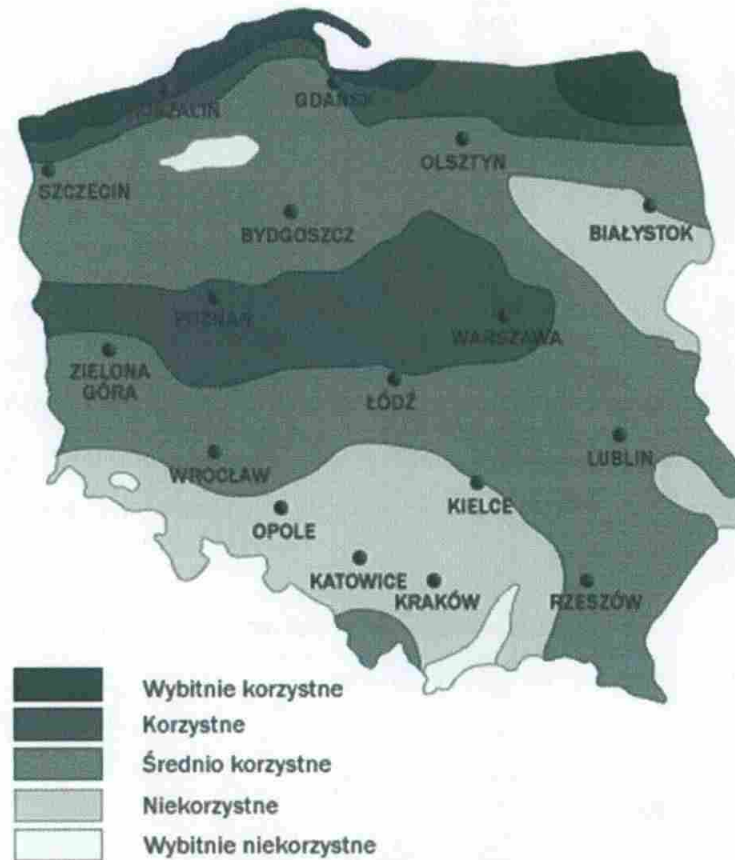 KOSZALIN
GDAŃSK
OLSZTYN
SZCZECIN
BYDGOSZCZ
BIAŁYSTOK
POZNAŃ
WARSZAWA
ZIELONA
GÓRA
ŁÓDŹ
LUBLIN
WROCŁAW
KIELCE
OPOLE
KATOWICE
KRAKÓW
RZESZÓW
Wybitnie korzystne
Korzystne
Średnio korzystne
Niekorzystne
Wybitnie niekorzystne